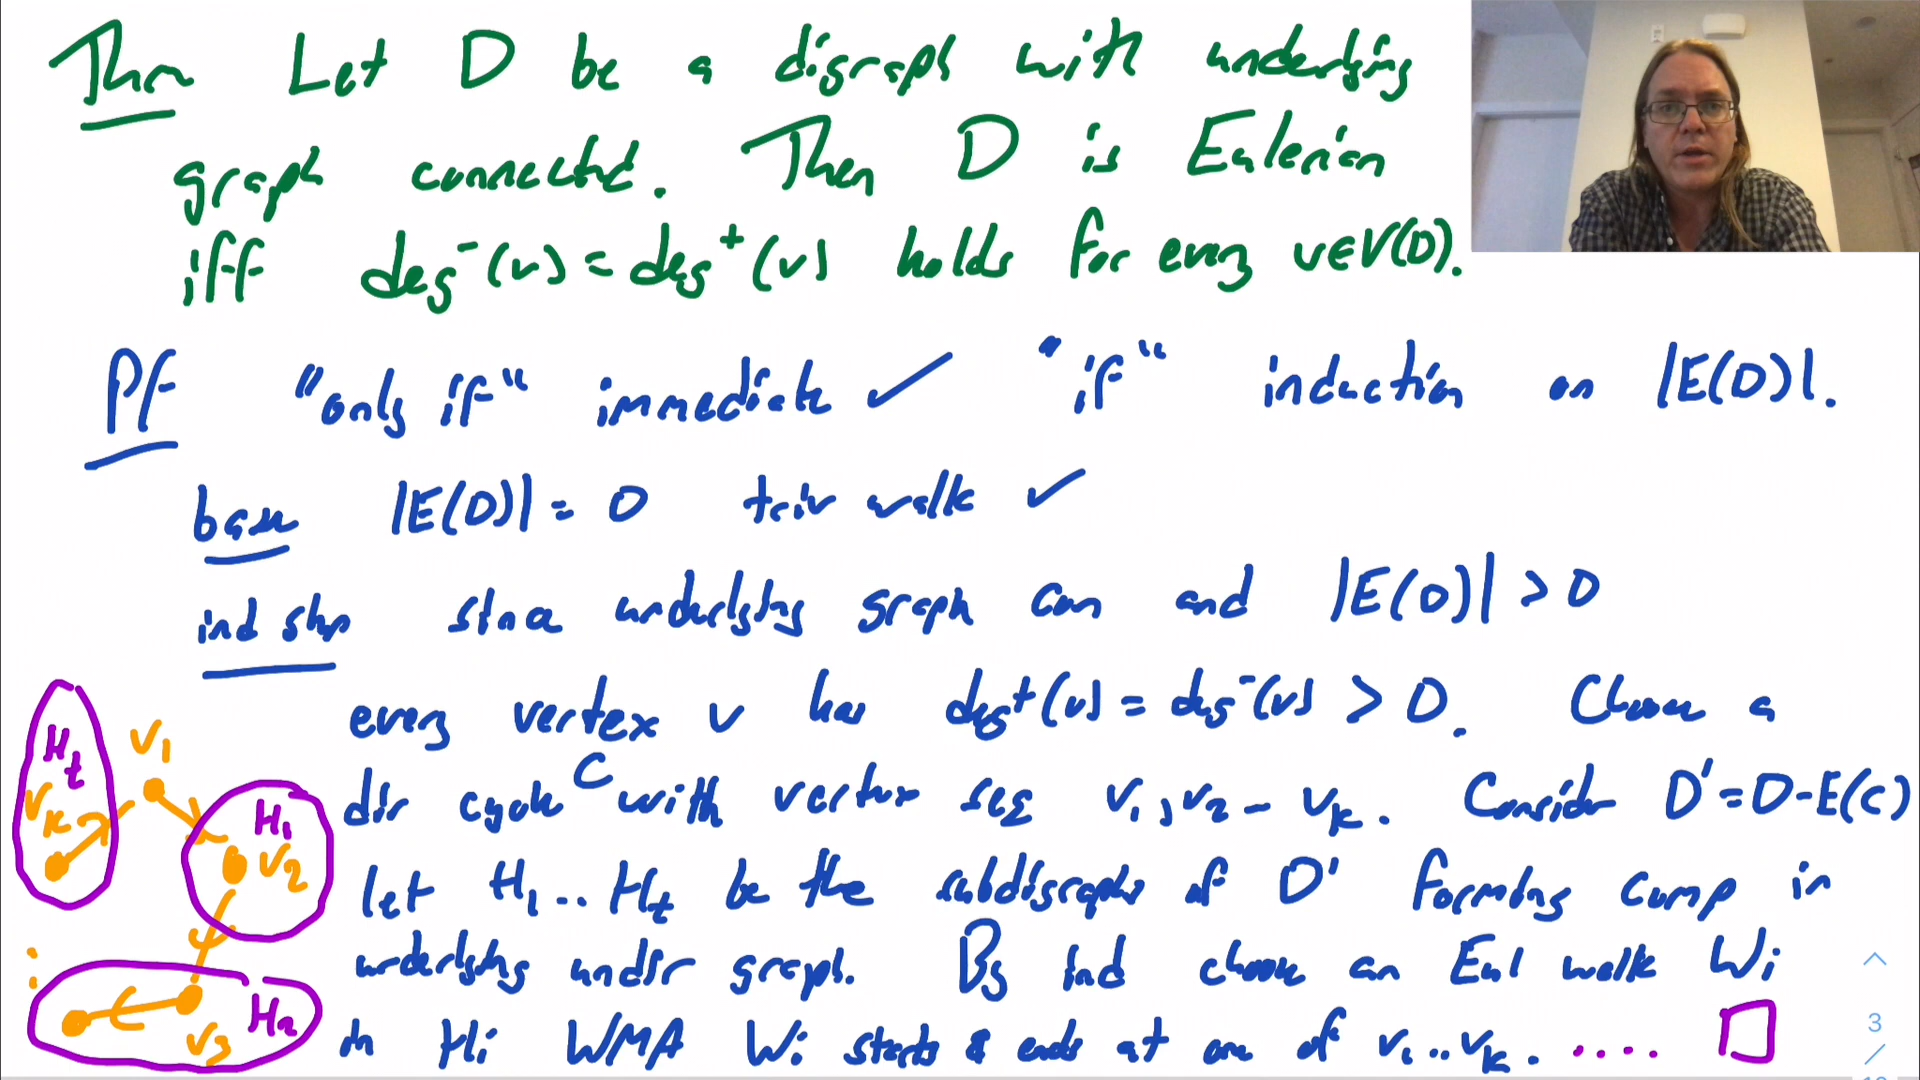 Thm Let D be a digraph with underlying
graph connected. Then D is Eulerian
iff deg⁻(v) = deg⁺(v) holds for every v∈V(D).
Pf "only if" immediate ✓ "if" induction on |E(D)|.
base |E(D)| = 0 triv walk ✓
ind step since underlying graph con and |E(D)| > 0
every vertex v has deg⁺(v) = deg⁻(v) > 0. Choose a
dir cycle C with vertex seq v₁, v₂ - vₖ. Consider D' = D-E(C)
let H₁ .. Hₜ be the subdigraphs of D' forming comp in
underlying undir graph. By ind choose an Eul walk Wᵢ
in Hᵢ WMA Wᵢ starts & ends at one of v₁..vₖ. ..... □
Hₜ
vₖ
v₁
H₁
v₂
H₂
v₃
3
/